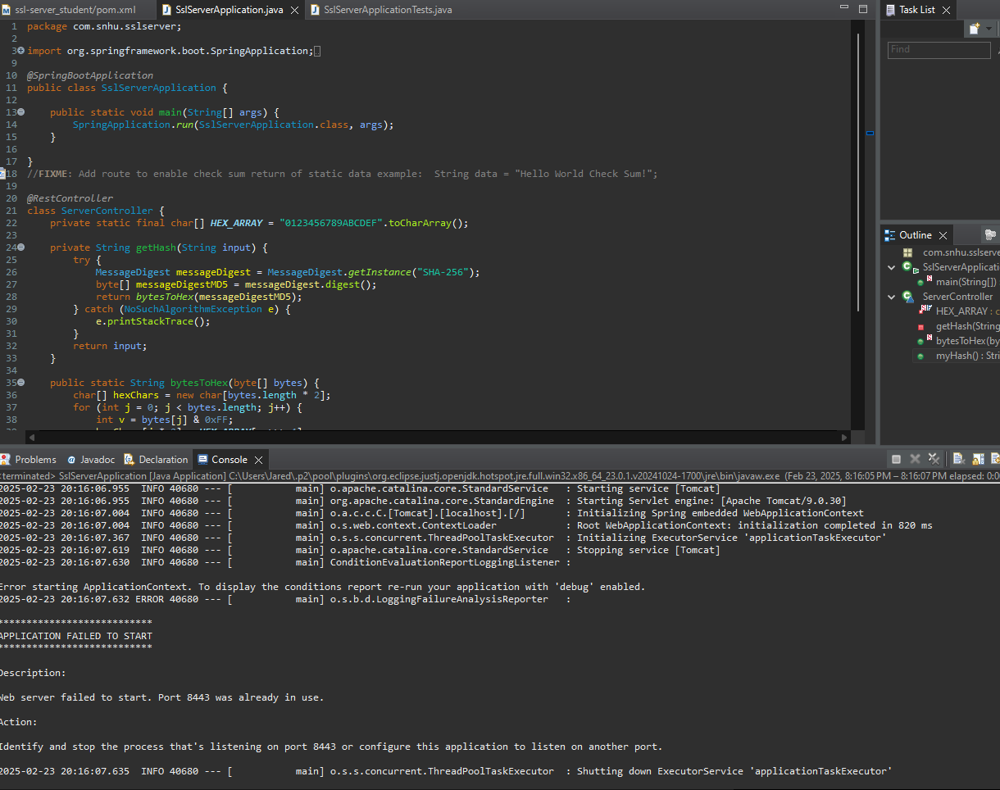 ssl-server_student/pom.xml
SslServerApplication.java
SslServerApplicationTests.java
Task List
Find
1 package com.snhu.sslserver;
2
3 import org.springframework.boot.SpringApplication;
9
10 @SpringBootApplication
11 public class SslServerApplication {
12
13 public static void main(String[] args) {
14 SpringApplication.run(SslServerApplication.class, args);
15 }
16
17 }
18 //FIXME: Add route to enable check sum return of static data example:  String data = "Hello World Check Sum!";
19
20 @RestController
21 class ServerController {
22 private static final char[] HEX_ARRAY = "0123456789ABCDEF".toCharArray();
23
24 private String getHash(String input) {
25 try {
26 MessageDigest messageDigest = MessageDigest.getInstance("SHA-256");
27 byte[] messageDigestMD5 = messageDigest.digest();
28 return bytesToHex(messageDigestMD5);
29 } catch (NoSuchAlgorithmException e) {
30 e.printStackTrace();
31 }
32 return input;
33 }
34
35 public static String bytesToHex(byte[] bytes) {
36 char[] hexChars = new char[bytes.length * 2];
37 for (int j = 0; j < bytes.length; j++) {
38 int v = bytes[j] & 0xFF;
Outline
com.snhu.sslserve
SslServerApplicati
main(String[])
ServerController
HEX_ARRAY : c
getHash(String
bytesToHex(by
myHash() : Stri
Problems
Javadoc
Declaration
Console
<terminated> SslServerApplication [Java Application] C:\Users\Jared\.p2\pool\plugins\org.eclipse.justj.openjdk.hotspot.jre.full.win32.x86_64_23.0.1.v20241024-1700\jre\bin\javaw.exe (Feb 23, 2025, 8:16:05 PM – 8:16:07 PM elapsed: 0:0
2025-02-23 20:16:06.955  INFO 40680 --- [           main] o.apache.catalina.core.StandardService   : Starting service [Tomcat]
2025-02-23 20:16:06.955  INFO 40680 --- [           main] org.apache.catalina.core.StandardEngine  : Starting Servlet engine: [Apache Tomcat/9.0.30]
2025-02-23 20:16:07.004  INFO 40680 --- [           main] o.a.c.c.C.[Tomcat].[localhost].[/]       : Initializing Spring embedded WebApplicationContext
2025-02-23 20:16:07.004  INFO 40680 --- [           main] o.s.web.context.ContextLoader            : Root WebApplicationContext: initialization completed in 820 ms
2025-02-23 20:16:07.367  INFO 40680 --- [           main] o.s.s.concurrent.ThreadPoolTaskExecutor  : Initializing ExecutorService 'applicationTaskExecutor'
2025-02-23 20:16:07.619  INFO 40680 --- [           main] o.apache.catalina.core.StandardService   : Stopping service [Tomcat]
2025-02-23 20:16:07.630  INFO 40680 --- [           main] ConditionEvaluationReportLoggingListener :
Error starting ApplicationContext. To display the conditions report re-run your application with 'debug' enabled.
2025-02-23 20:16:07.632 ERROR 40680 --- [           main] o.s.b.d.LoggingFailureAnalysisReporter   :
***************************
APPLICATION FAILED TO START
***************************
Description:
Web server failed to start. Port 8443 was already in use.
Action:
Identify and stop the process that's listening on port 8443 or configure this application to listen on another port.
2025-02-23 20:16:07.635  INFO 40680 --- [           main] o.s.s.concurrent.ThreadPoolTaskExecutor  : Shutting down ExecutorService 'applicationTaskExecutor'